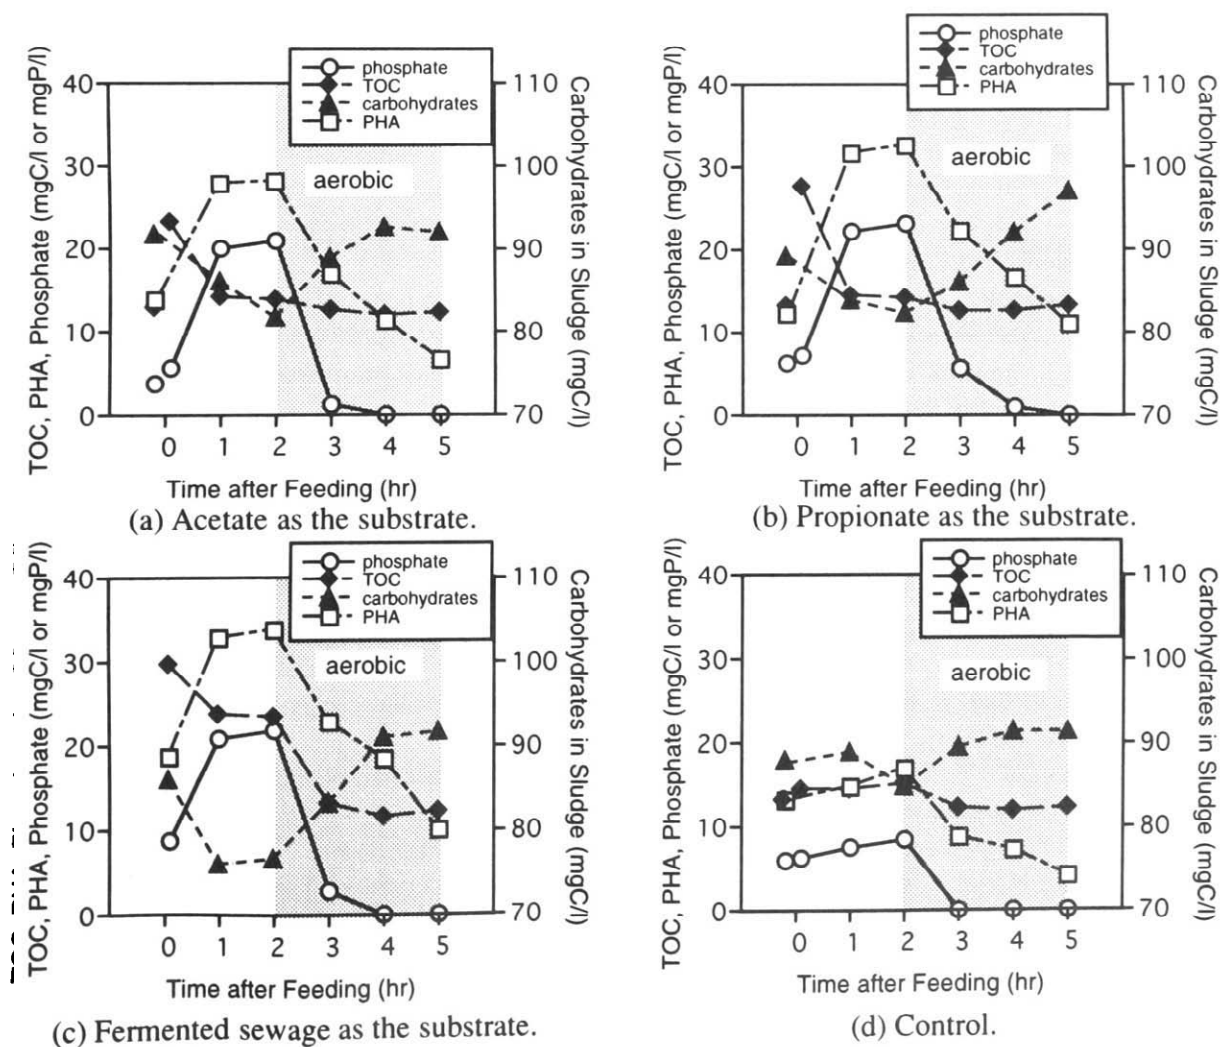 phosphate
TOC
carbohydrates
PHA
aerobic
40
30
20
10
0
110
100
90
80
70
0 1 2 3 4 5
TOC, PHA, Phosphate (mgC/l or mgP/l)
Carbohydrates in Sludge (mgC/l)
Time after Feeding (hr)
(a) Acetate as the substrate.
phosphate
TOC
carbohydrates
PHA
aerobic
40
30
20
10
0
110
100
90
80
70
0 1 2 3 4 5
TOC, PHA, Phosphate (mgC/l or mgP/l)
Carbohydrates in Sludge (mgC/l)
Time after Feeding (hr)
(b) Propionate as the substrate.
phosphate
TOC
carbohydrates
PHA
aerobic
40
30
20
10
0
110
100
90
80
70
0 1 2 3 4 5
TOC, PHA, Phosphate (mgC/l or mgP/l)
Carbohydrates in Sludge (mgC/l)
Time after Feeding (hr)
(c) Fermented sewage as the substrate.
phosphate
TOC
carbohydrates
PHA
aerobic
40
30
20
10
0
110
100
90
80
70
0 1 2 3 4 5
TOC, PHA, Phosphate (mgC/l or mgP/l)
Carbohydrates in Sludge (mgC/l)
Time after Feeding (hr)
(d) Control.